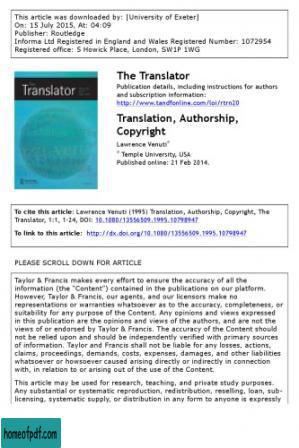 This article was downloaded by: [University of Exeter]
On: 15 July 2015, At: 04:09
Publisher: Routledge
Informa Ltd Registered in England and Wales Registered Number: 1072954
Registered office: 5 Howick Place, London, SW1P 1WG
The
Translator
The Translator
Publication details, including instructions for authors
and subscription information:
http://www.tandfonline.com/loi/rtrn20
Translation, Authorship,
Copyright
Lawrence Venuti a
a Temple University, USA
Published online: 21 Feb 2014.
To cite this article: Lawrence Venuti (1995) Translation, Authorship, Copyright, The
Translator, 1:1, 1-24, DOI: 10.1080/13556509.1995.10798947
To link to this article: http://dx.doi.org/10.1080/13556509.1995.10798947
PLEASE SCROLL DOWN FOR ARTICLE
Taylor & Francis makes every effort to ensure the accuracy of all the
information (the "Content") contained in the publications on our platform.
However, Taylor & Francis, our agents, and our licensors make no
representations or warranties whatsoever as to the accuracy, completeness, or
suitability for any purpose of the Content. Any opinions and views expressed
in this publication are the opinions and views of the authors, and are not the
views of or endorsed by Taylor & Francis. The accuracy of the Content should
not be relied upon and should be independently verified with primary sources
of information. Taylor and Francis shall not be liable for any losses, actions,
claims, proceedings, demands, costs, expenses, damages, and other liabilities
whatsoever or howsoever caused arising directly or indirectly in connection
with, in relation to or arising out of the use of the Content.
This article may be used for research, teaching, and private study purposes.
Any substantial or systematic reproduction, redistribution, reselling, loan, sub-
licensing, systematic supply, or distribution in any form to anyone is expressly
homeofpdf.com